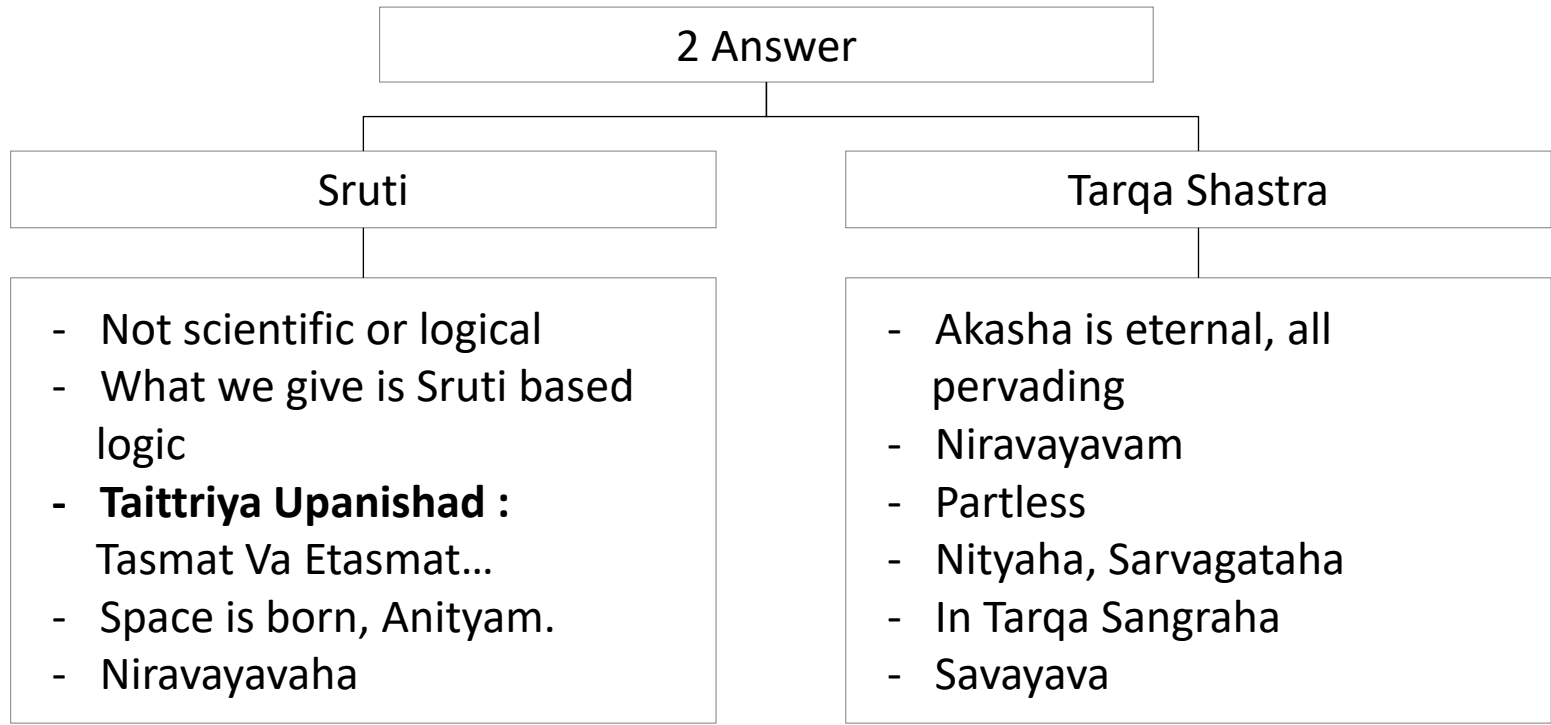 2 Answer
Sruti
- Not scientific or logical
- What we give is Sruti based
logic
- Taittriya Upanishad :
Tasmat Va Etasmat...
- Space is born, Anityam.
- Niravayavaha
Tarqa Shastra
- Akasha is eternal, all
pervading
- Niravayavam
- Partless
- Nityaha, Sarvagataha
- In Tarqa Sangraha
- Savayava